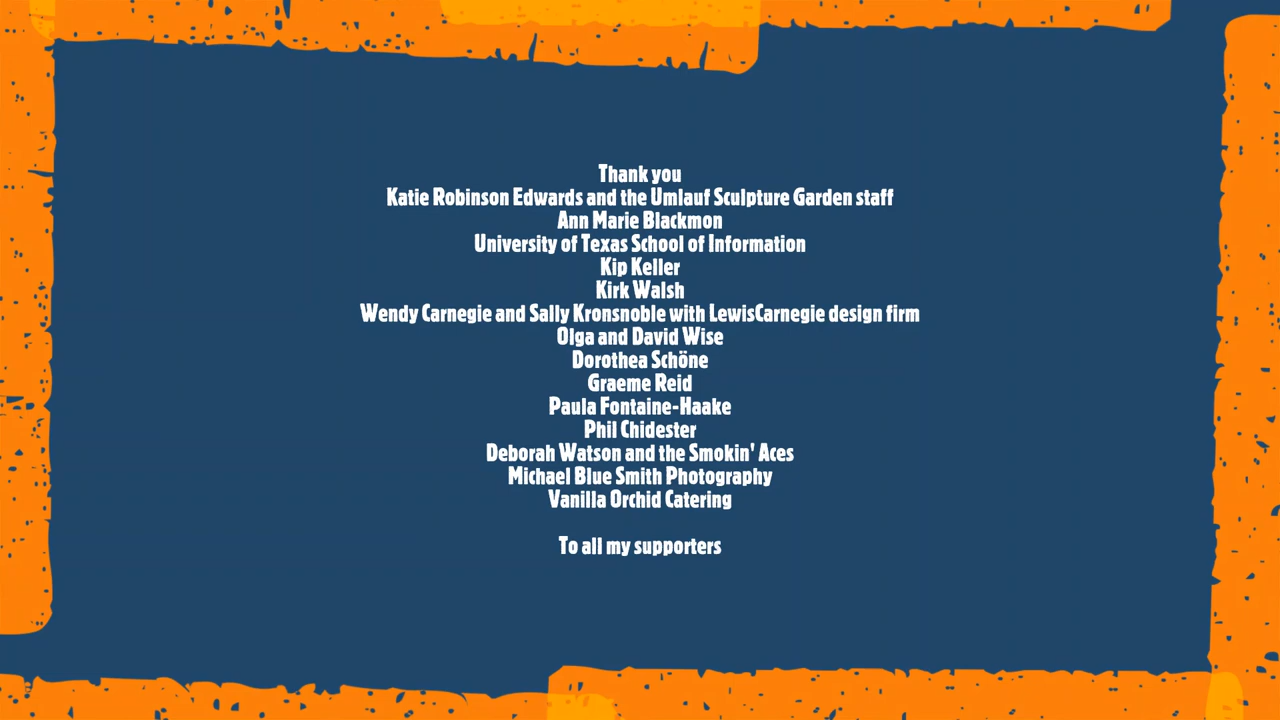 Thank you
Katie Robinson Edwards and the Umlauf Sculpture Garden staff
Ann Marie Blackmon
University of Texas School of Information
Kip Keller
Kirk Walsh
Wendy Carnegie and Sally Kronsnoble with LewisCarnegie design firm
Olga and David Wise
Dorothea Schöne
Graeme Reid
Paula Fontaine-Haake
Phil Chidester
Deborah Watson and the Smokin' Aces
Michael Blue Smith Photography
Vanilla Orchid Catering
To all my supporters